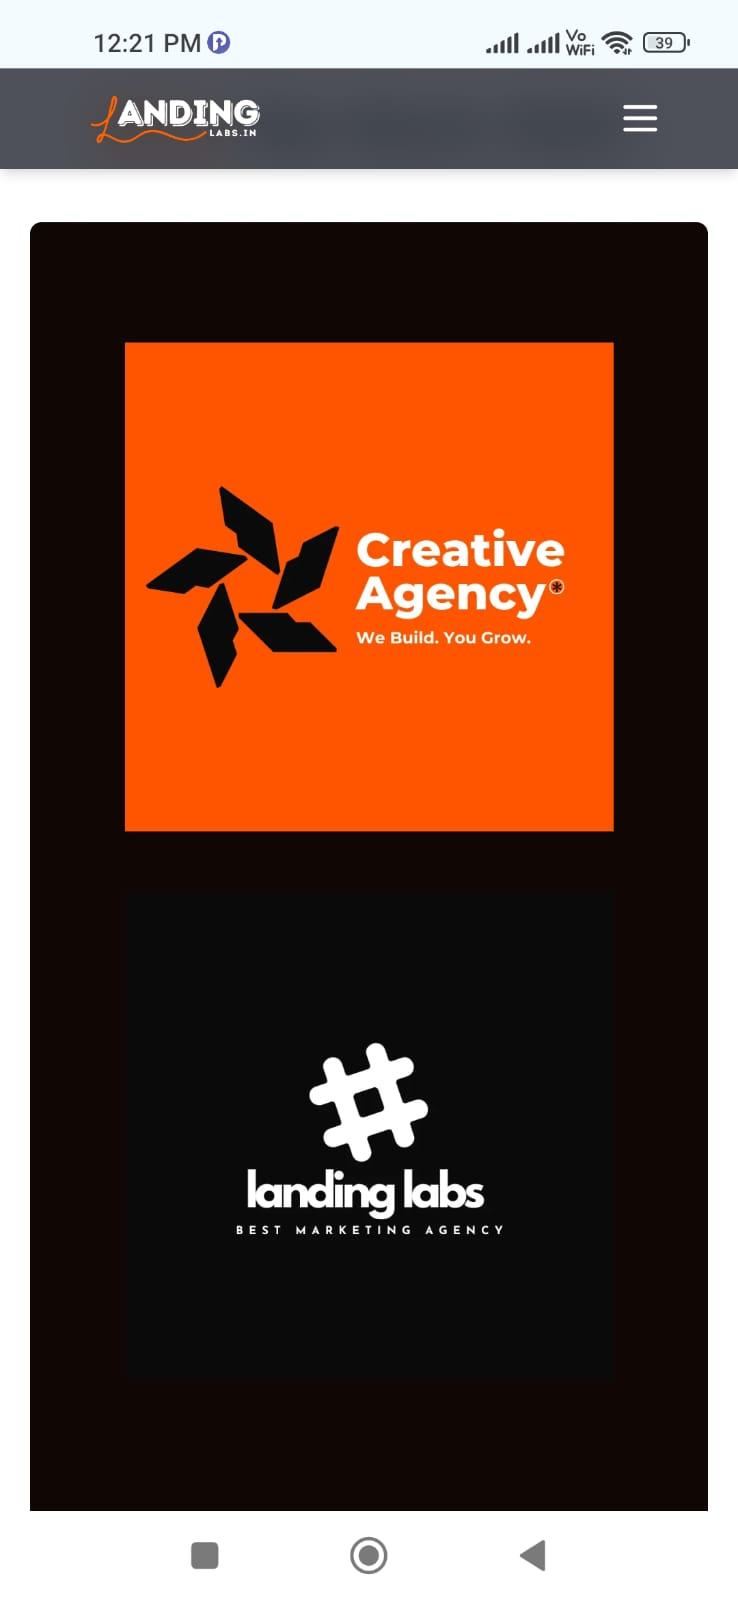 12:21 PM
Vo
WiFi
39
LANDING
LABS.IN
Creative
Agency
We Build. You Grow.
landing labs
BEST MARKETING AGENCY